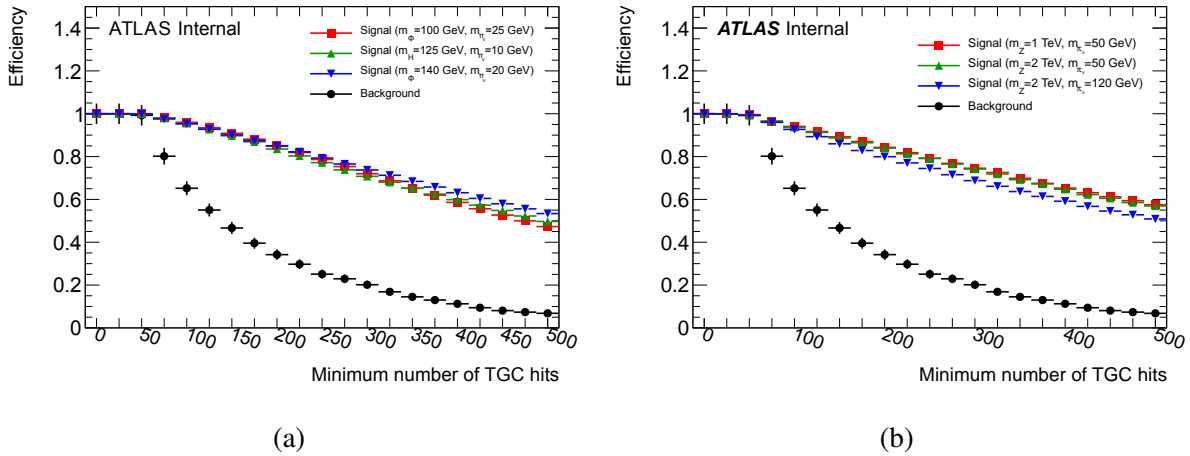 ATLAS Internal
Signal (mΦ=100 GeV, mπv=25 GeV)
Signal (mH=125 GeV, mπv=10 GeV)
Signal (mΦ=140 GeV, mπv=20 GeV)
Background
Efficiency
1.4
1.2
1
0.8
0.6
0.4
0.2
0
0 50 100 150 200 250 300 350 400 450 500
Minimum number of TGC hits
(a)
ATLAS Internal
Signal (mZ'=1 TeV, mπv=50 GeV)
Signal (mZ'=2 TeV, mπv=50 GeV)
Signal (mZ'=2 TeV, mπv=120 GeV)
Background
Efficiency
1.4
1.2
1
0.8
0.6
0.4
0.2
0
0 100 200 300 400 500
Minimum number of TGC hits
(b)